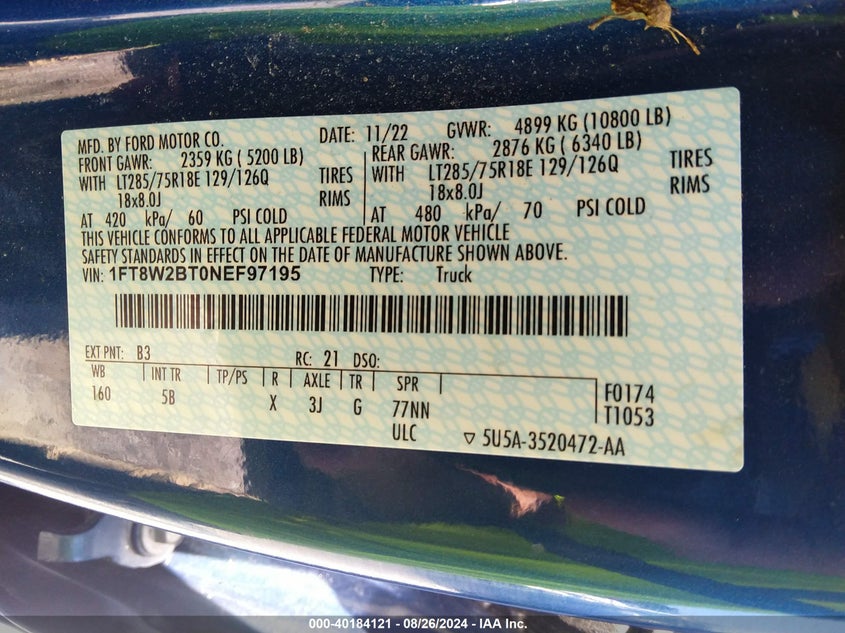 MFD. BY FORD MOTOR CO. DATE: 11/22 GVWR: 4899 KG (10800 LB)
FRONT GAWR: 2359 KG ( 5200 LB) REAR GAWR: 2876 KG ( 6340 LB)
WITH LT285/75R18E 129/126Q TIRES WITH LT285/75R18E 129/126Q TIRES
18x8.0J RIMS 18x8.0J RIMS
AT 420 kPa/ 60 PSI COLD AT 480 kPa/ 70 PSI COLD
THIS VEHICLE CONFORMS TO ALL APPLICABLE FEDERAL MOTOR VEHICLE
SAFETY STANDARDS IN EFFECT ON THE DATE OF MANUFACTURE SHOWN ABOVE.
VIN: 1FT8W2BT0NEF97195 TYPE: Truck
EXT PNT: B3 RC: 21 DSO:
WB INT TR TP/PS R AXLE TR SPR
160 5B X 3J G 77NN F0174
ULC T1053
▽ 5U5A-3520472-AA
000-40184121 - 08/26/2024 - IAA Inc.